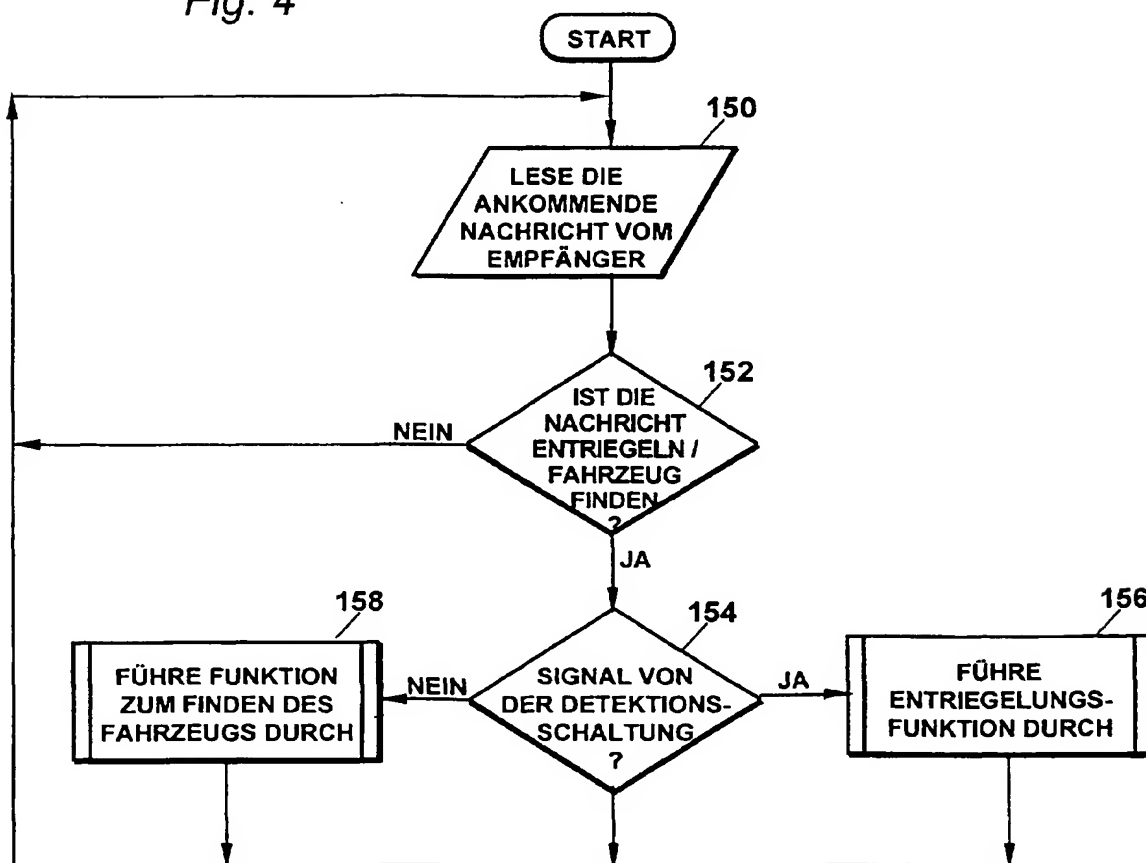 Fig. 4
START
150
LESE DIE
ANKOMMENDE
NACHRICHT VOM
EMPFÄNGER
152
IST DIE
NACHRICHT
ENTRIEGELN /
FAHRZEUG
FINDEN
?
NEIN
JA
158
FÜHRE FUNKTION
ZUM FINDEN DES
FAHRZEUGS DURCH
NEIN
154
SIGNAL VON
DER DETEKTIONS-
SCHALTUNG
?
JA
156
FÜHRE
ENTRIEGELUNGS-
FUNKTION DURCH